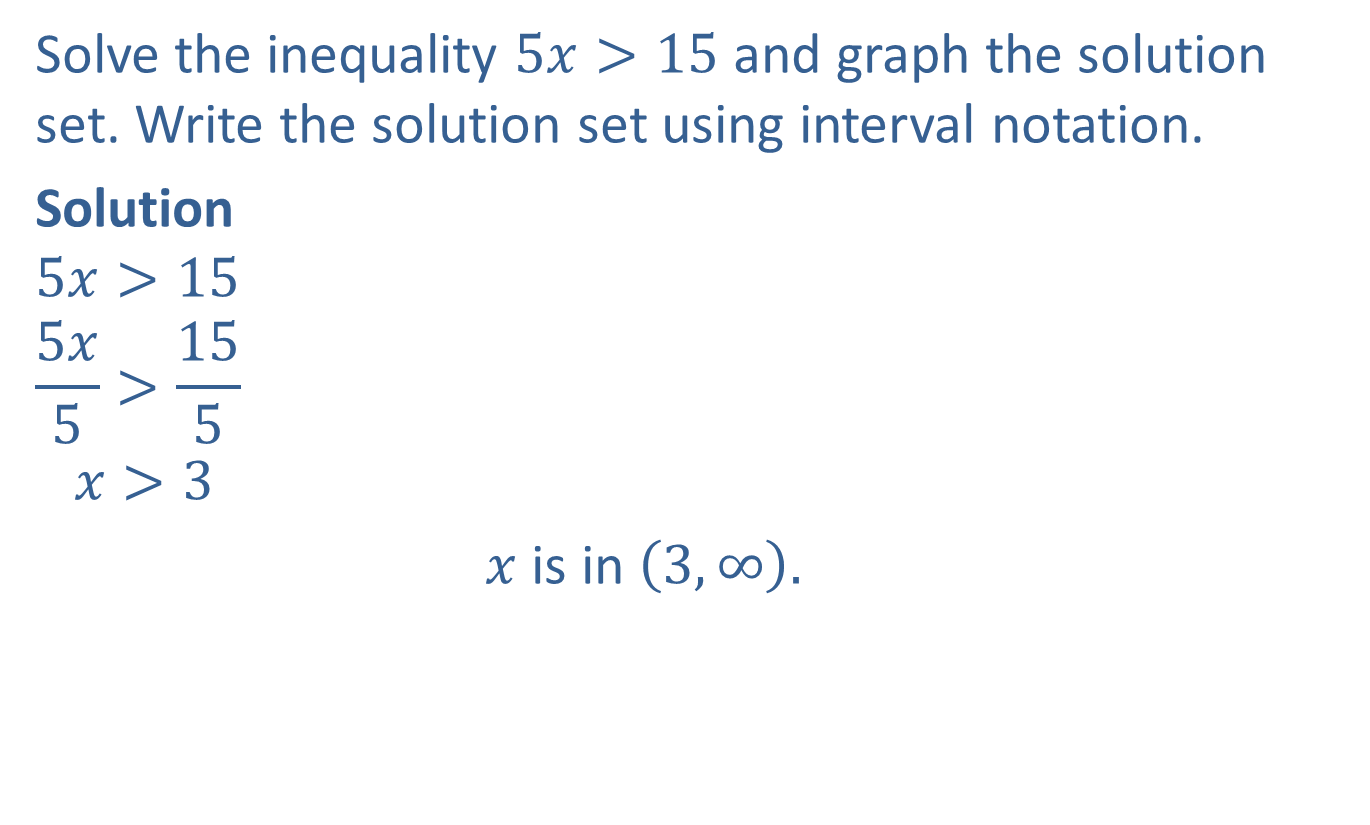 Solve the inequality 5x > 15 and graph the solution
set. Write the solution set using interval notation.
Solution
5x > 15
5x/5 > 15/5
x > 3
x is in (3, ∞).